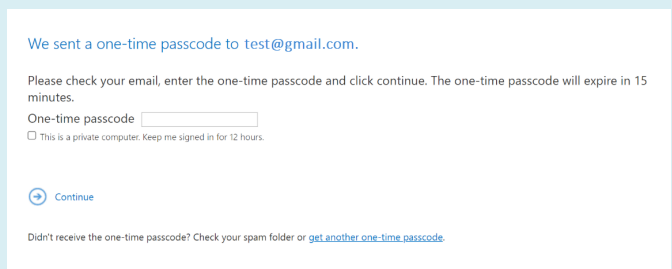 We sent a one-time passcode to test@gmail.com.
Please check your email, enter the one-time passcode and click continue. The one-time passcode will expire in 15
minutes.
One-time passcode
This is a private computer. Keep me signed in for 12 hours.
Continue
Didn't receive the one-time passcode? Check your spam folder or get another one-time passcode.